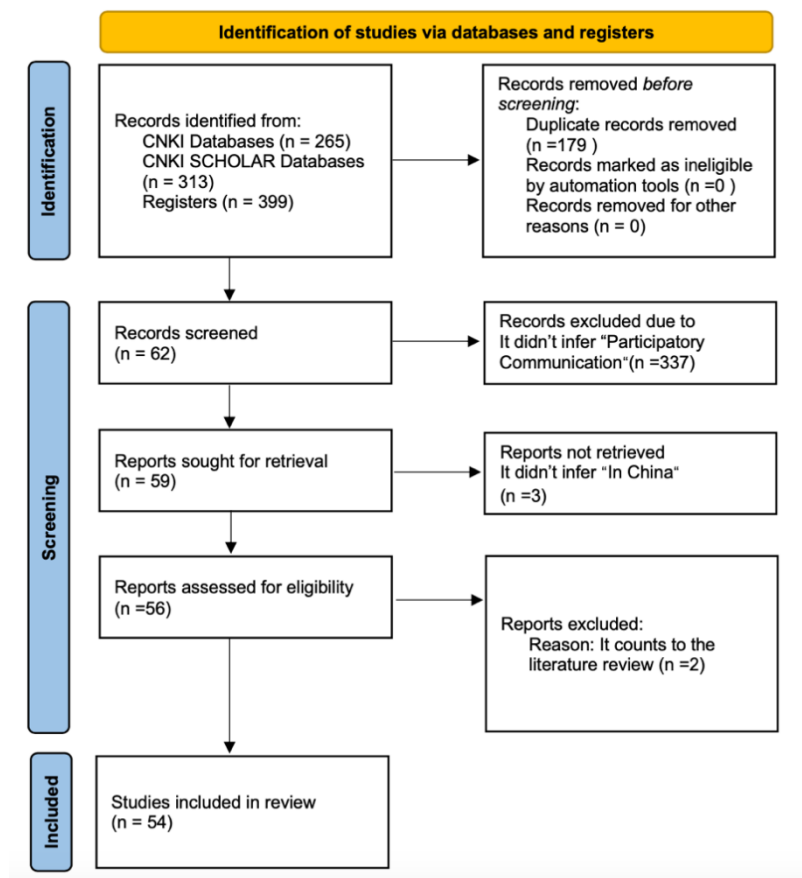 Identification of studies via databases and registers
Identification
Records identified from:
CNKI Databases (n = 265)
CNKI SCHOLAR Databases
(n = 313)
Registers (n = 399)
Records removed before
screening:
Duplicate records removed
(n =179 )
Records marked as ineligible
by automation tools (n =0 )
Records removed for other
reasons (n = 0)
Screening
Records screened
(n = 62)
Records excluded due to
It didn’t infer “Participatory
Communication“(n =337)
Reports sought for retrieval
(n = 59)
Reports not retrieved
It didn’t infer “In China“
(n =3)
Reports assessed for eligibility
(n =56)
Reports excluded:
Reason: It counts to the
literature review (n =2)
Included
Studies included in review
(n = 54)